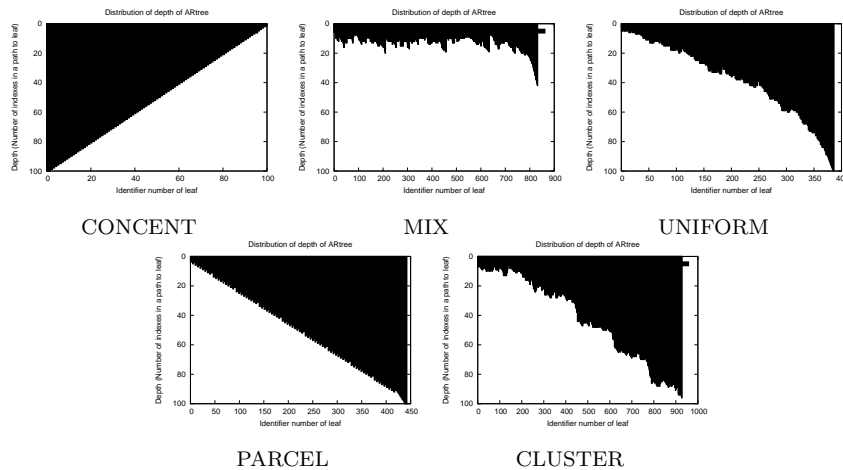 Distribution of depth of ARtree
Depth (Number of indexes in a path to leaf)
0
20
40
60
80
100
0 20 40 60 80 100
Identifier number of leaf
CONCENT
Distribution of depth of ARtree
Depth (Number of indexes in a path to leaf)
0
20
40
60
80
100
0 100 200 300 400 500 600 700 800 900
Identifier number of leaf
MIX
Distribution of depth of ARtree
Depth (Number of indexes in a path to leaf)
0
20
40
60
80
100
0 50 100 150 200 250 300 350 400
Identifier number of leaf
UNIFORM
Distribution of depth of ARtree
Depth (Number of indexes in a path to leaf)
0
20
40
60
80
100
0 50 100 150 200 250 300 350 400 450
Identifier number of leaf
PARCEL
Distribution of depth of ARtree
Depth (Number of indexes in a path to leaf)
0
20
40
60
80
100
0 100 200 300 400 500 600 700 800 900 1000
Identifier number of leaf
CLUSTER